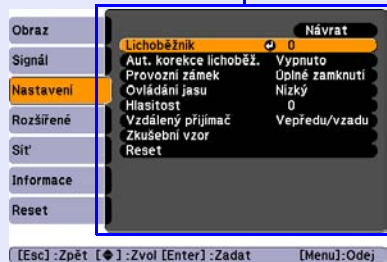 Obraz
Signál
Nastavení
Rozšířené
Síť
Informace
Reset
Návrat
Lichoběžník 0
Aut. korekce lichoběž. Vypnuto
Provozní zámek Úplné zamknutí
Ovládání jasu Nízký
Hlasitost 0
Vzdálený přijímač Vepředu/vzadu
Zkušební vzor
Reset
[Esc] :Zpět [◆] :Zvol [Enter] :Zadat [Menu]:Odej